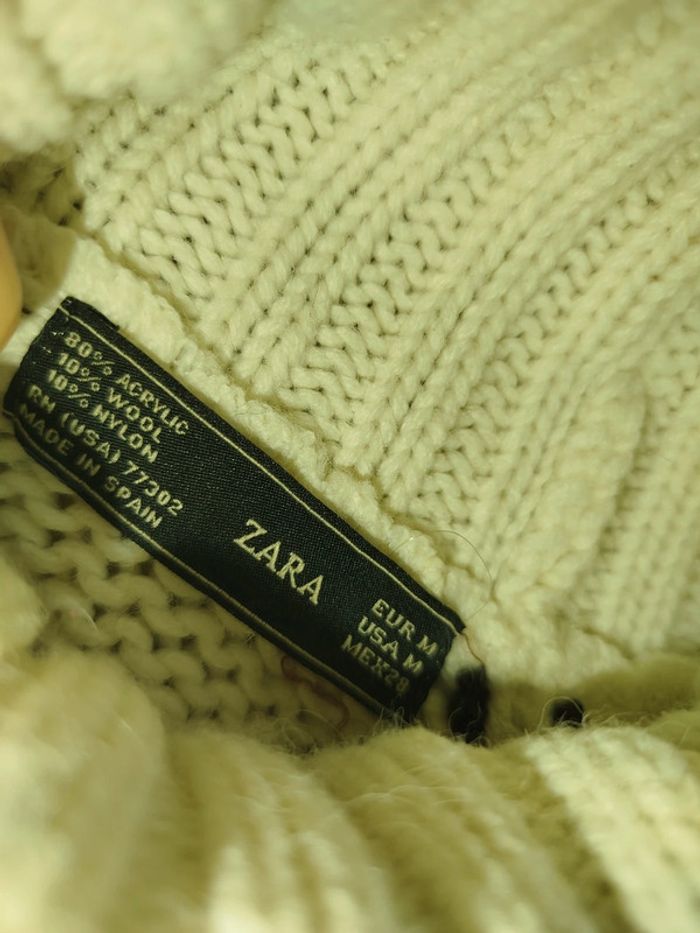 80% ACRYLIC
10% WOOL
10% NYLON
RN (USA) 77302
MADE IN SPAIN
ZARA
EUR M
USA M
MEX28